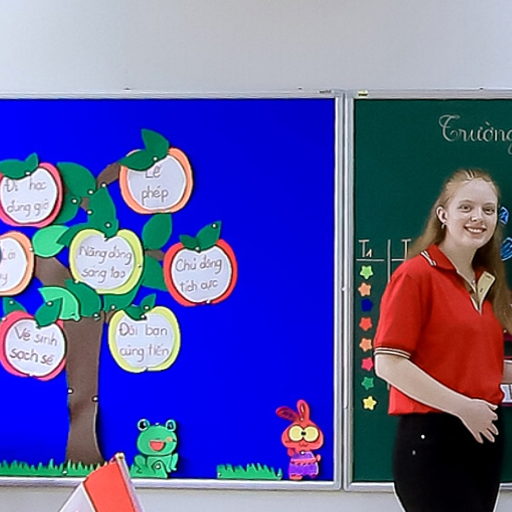 Trường
Lễ
phép
Đi học
đúng giờ
Năng động
sáng tạo
Chủ động
tích cực
Vệ sinh
sạch sẽ
Đôi bạn
cùng tiến
T4 T